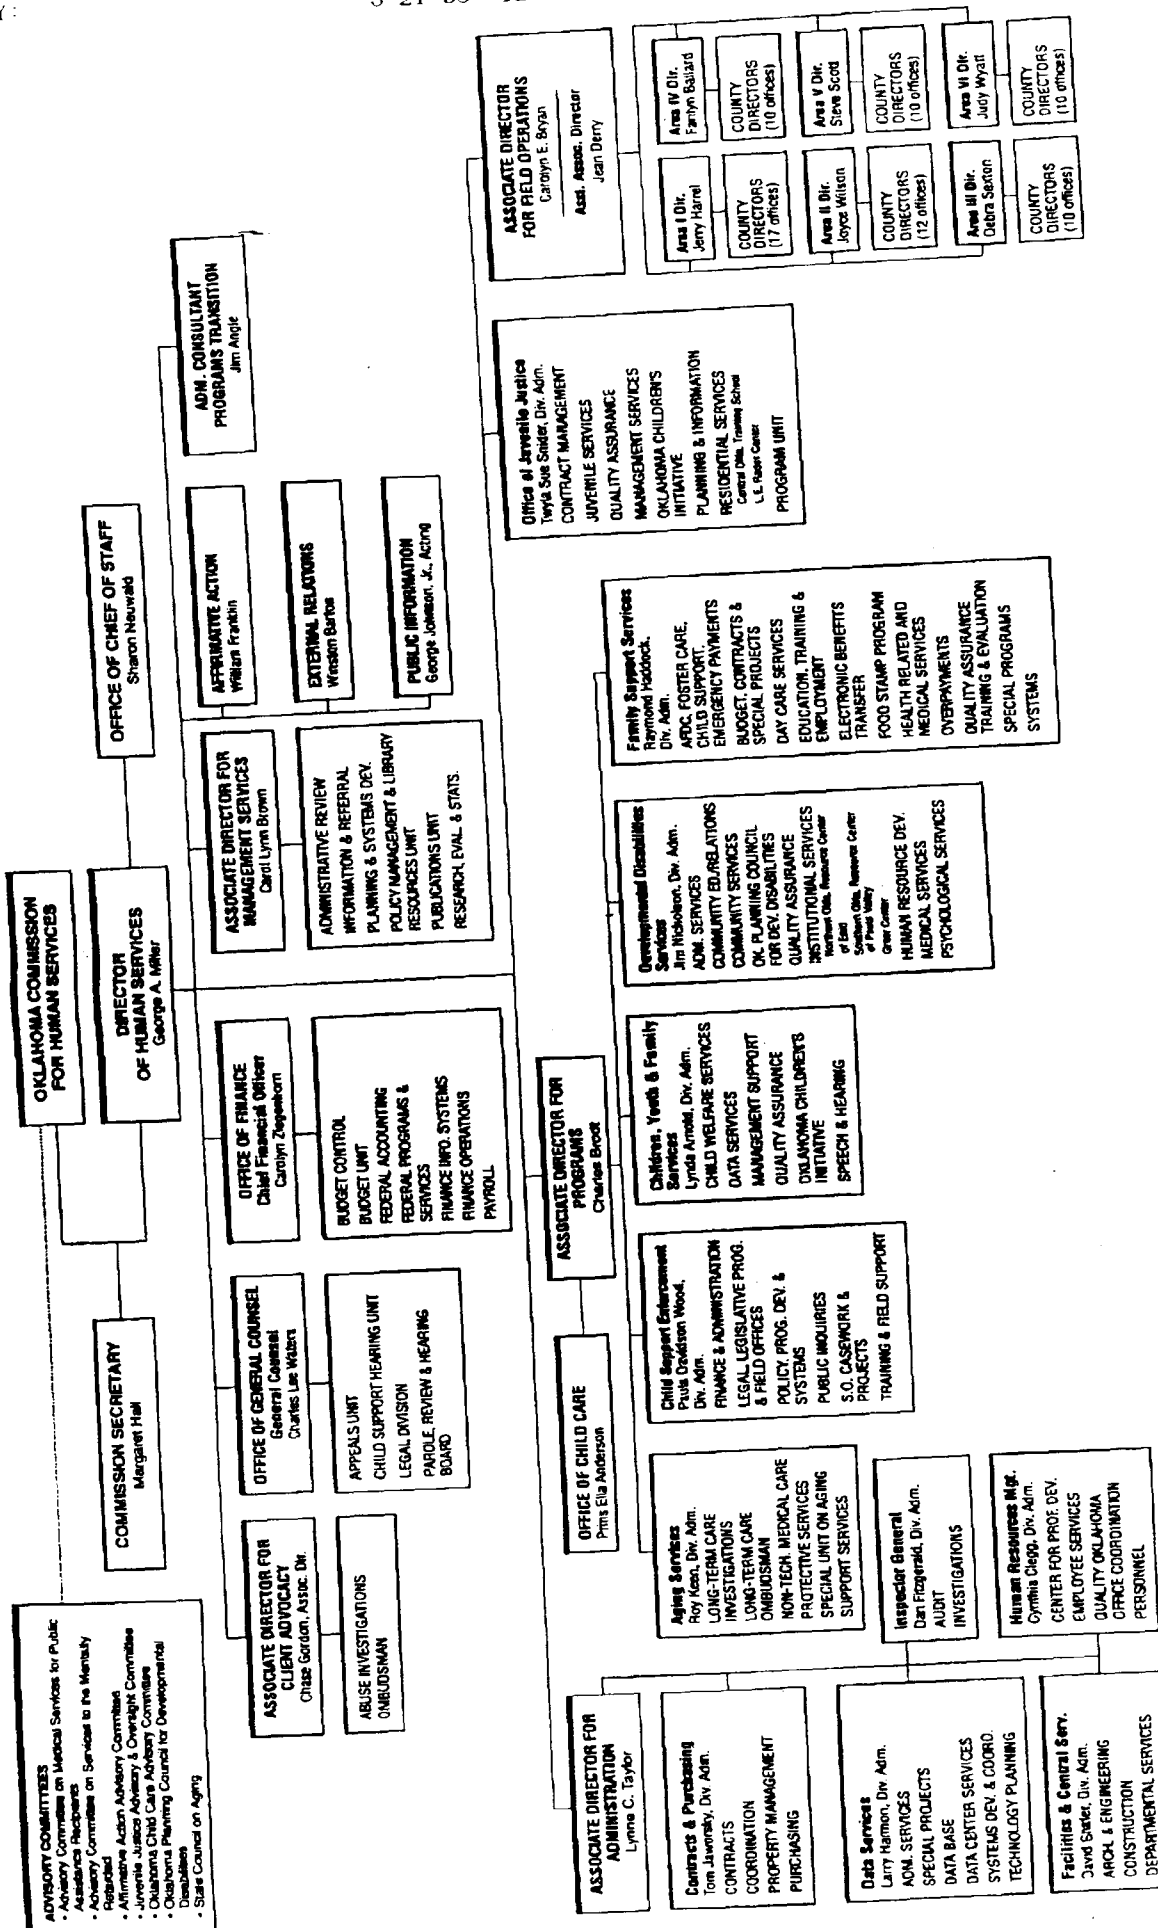 ADVISORY COMMITTEES
• Advisory Committee on Medical Services for Public
Assistance Recipients
• Advisory Committee on Services to the Mentally
Retarded
• Affirmative Action Advisory Committee
• Juvenile Justice Advisory & Oversight Committee
• Oklahoma Child Care Advisory Committee
• Oklahoma Planning Council for Developmental
Disabilities
• State Council on Aging
OKLAHOMA COMMISSION
FOR HUMAN SERVICES
COMMISSION SECRETARY
Margaret Hall
DIRECTOR
OF HUMAN SERVICES
George A. Miller
OFFICE OF CHIEF OF STAFF
Sharon Neuwald
ASSOCIATE DIRECTOR FOR
CLIENT ADVOCACY
Chase Gordon, Assoc. Dir.
ABUSE INVESTIGATIONS
OMBUDSMAN
OFFICE OF GENERAL COUNSEL
General Counsel
Charles Lee Waters
APPEALS UNIT
CHILD SUPPORT HEARING UNIT
LEGAL DIVISION
PAROLE, REVIEW & HEARING
BOARD
OFFICE OF FINANCE
Chief Financial Officer
Carolyn Ziegenhorn
BUDGET CONTROL
BUDGET UNIT
FEDERAL ACCOUNTING
FEDERAL PROGRAMS &
SERVICES
FINANCE INFO. SYSTEMS
FINANCE OPERATIONS
PAYROLL
ASSOCIATE DIRECTOR FOR
MANAGEMENT SERVICES
Carol Lynn Brown
ADMINISTRATIVE REVIEW
INFORMATION & REFERRAL
PLANNING & SYSTEMS DEV.
POLICY MANAGEMENT & LIBRARY
RESOURCES UNIT
PUBLICATIONS UNIT
RESEARCH, EVAL. & STATS.
AFFIRMATIVE ACTION
William Franklin
EXTERNAL RELATIONS
Winston Barton
PUBLIC INFORMATION
George Johnson, Jr., Acting
ADM. CONSULTANT
PROGRAMS TRANSITION
Jim Angle
ASSOCIATE DIRECTOR FOR
ADMINISTRATION
Lynne C. Taylor
Contracts & Purchasing
Tom Jaworsky, Div. Adm.
CONTRACTS
COORDINATION
PROPERTY MANAGEMENT
PURCHASING
Data Services
Larry Harmon, Div. Adm.
ADM. SERVICES
SPECIAL PROJECTS
DATA BASE
DATA CENTER SERVICES
SYSTEMS DEV. & COORD.
TECHNOLOGY PLANNING
Facilities & Central Serv.
David Shafer, Div. Adm.
ARCH. & ENGINEERING
CONSTRUCTION
DEPARTMENTAL SERVICES
Inspector General
Dan Fitzgerald, Div. Adm.
AUDIT
INVESTIGATIONS
Human Resources Mgt.
Cynthia Clegg, Div. Adm.
CENTER FOR PROF. DEV.
EMPLOYEE SERVICES
QUALITY OKLAHOMA
OFFICE COORDINATION
PERSONNEL
ASSOCIATE DIRECTOR FOR
PROGRAMS
Charles Brodt
OFFICE OF CHILD CARE
Prins Ella Anderson
Aging Services
Roy Keen, Div. Adm.
LONG-TERM CARE
INVESTIGATIONS
LONG-TERM CARE
OMBUDSMAN
NON-TECH. MEDICAL CARE
PROTECTIVE SERVICES
SPECIAL UNIT ON AGING
SUPPORT SERVICES
Child Support Enforcement
Paula Davidson Wood,
Div. Adm.
FINANCE & ADMINISTRATION
LEGAL, LEGISLATIVE PROG.
& FIELD OFFICES
POLICY, PROG. DEV. &
SYSTEMS
PUBLIC INQUIRIES
S.O. CASEWORK &
PROJECTS
TRAINING & FIELD SUPPORT
Children, Youth & Family
Services
Lynda Arnold, Div. Adm.
CHILD WELFARE SERVICES
DATA SERVICES
MANAGEMENT SUPPORT
QUALITY ASSURANCE
OKLAHOMA CHILDREN'S
INITIATIVE
SPEECH & HEARING
Developmental Disabilities
Services
Jim Nicholson, Div. Adm.
ADM. SERVICES
COMMUNITY ED/RELATIONS
COMMUNITY SERVICES
OK. PLANNING COUNCIL
FOR DEV. DISABILITIES
QUALITY ASSURANCE
INSTITUTIONAL SERVICES
Northern Okla. Resource Center
of Enid
Southern Okla. Resource Center
of Pauls Valley
Greer Center
HUMAN RESOURCE DEV.
MEDICAL SERVICES
PSYCHOLOGICAL SERVICES
Family Support Services
Raymond Haddock,
Div. Adm.
AFDC, FOSTER CARE,
CHILD SUPPORT,
EMERGENCY PAYMENTS
BUDGET, CONTRACTS &
SPECIAL PROJECTS
DAY CARE SERVICES
EDUCATION, TRAINING &
EMPLOYMENT
ELECTRONIC BENEFITS
TRANSFER
FOOD STAMP PROGRAM
HEALTH RELATED AND
MEDICAL SERVICES
OVERPAYMENTS
QUALITY ASSURANCE
TRAINING & EVALUATION
SPECIAL PROGRAMS
SYSTEMS
Office of Juvenile Justice
Twyla Sue Snider, Div. Adm.
CONTRACT MANAGEMENT
JUVENILE SERVICES
QUALITY ASSURANCE
MANAGEMENT SERVICES
OKLAHOMA CHILDREN'S
INITIATIVE
PLANNING & INFORMATION
RESIDENTIAL SERVICES
Central Okla. Training School
L.E. Rader Center
PROGRAM UNIT
ASSOCIATE DIRECTOR
FOR FIELD OPERATIONS
Carolyn E. Bryan
Asst. Assoc. Director
Jean Derry
Area I Dir.
Jerry Harrel
COUNTY
DIRECTORS
(17 offices)
Area II Dir.
Joyce Wilson
COUNTY
DIRECTORS
(12 offices)
Area III Dir.
Debra Sexton
COUNTY
DIRECTORS
(10 offices)
Area IV Dir.
Farilyn Ballard
COUNTY
DIRECTORS
(10 offices)
Area V Dir.
Steve Scott
COUNTY
DIRECTORS
(10 offices)
Area VI Dir.
Judy Wyatt
COUNTY
DIRECTORS
(10 offices)